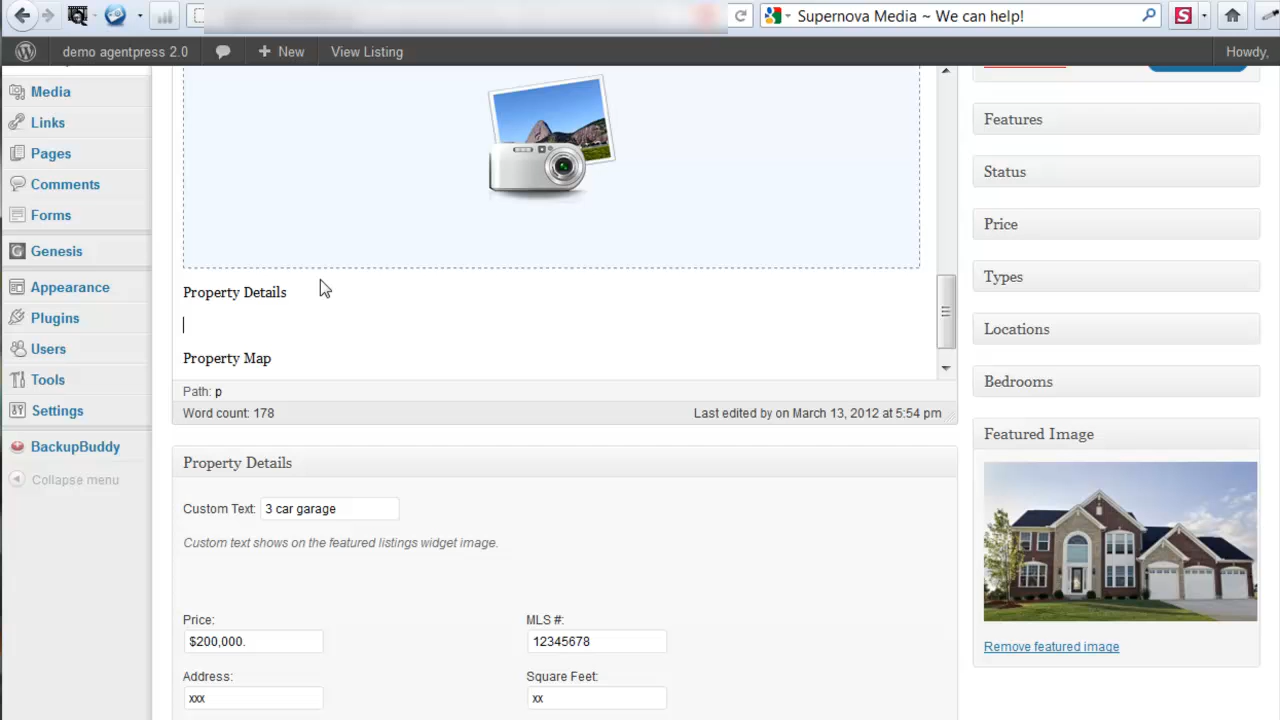 Supernova Media ~ We can help!
demo agentpress 2.0
New
View Listing
Howdy,
Media
Links
Pages
Comments
Forms
Genesis
Appearance
Plugins
Users
Tools
Settings
BackupBuddy
Collapse menu
Property Details
Property Map
Path: p
Word count: 178
Last edited by on March 13, 2012 at 5:54 pm
Property Details
Custom Text: 3 car garage
Custom text shows on the featured listings widget image.
Price:
$200,000.
MLS #:
12345678
Address:
xxx
Square Feet:
xx
Features
Status
Price
Types
Locations
Bedrooms
Featured Image
Remove featured image